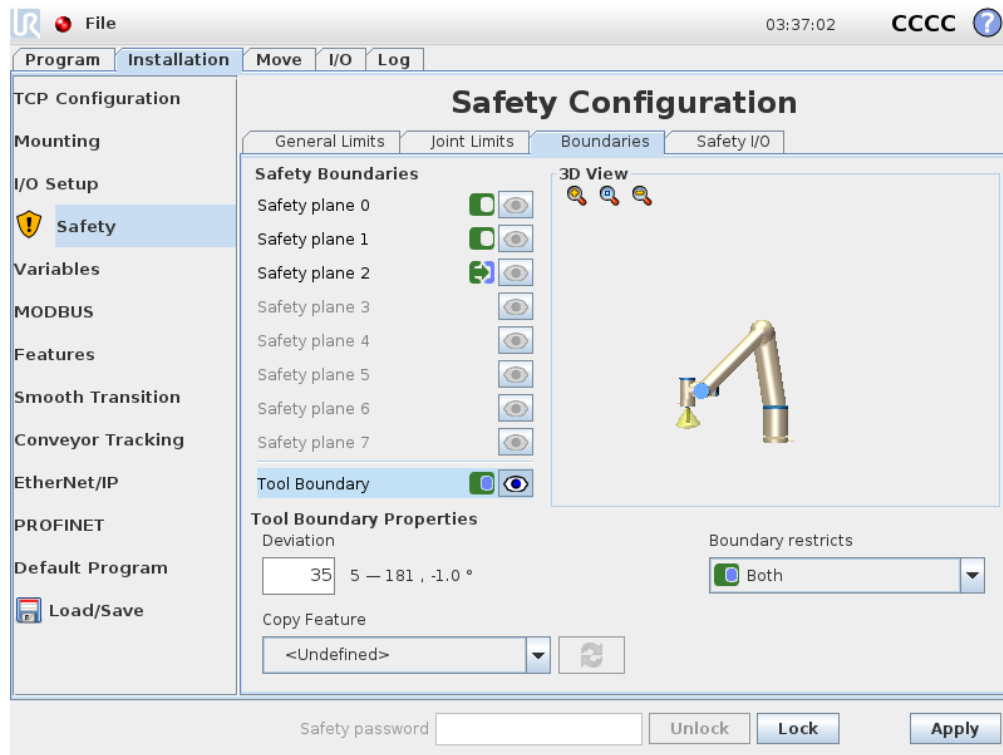 UR File 03:37:02 CCCC ?
Program Installation Move I/O Log
TCP Configuration
Mounting
I/O Setup
Safety
Variables
MODBUS
Features
Smooth Transition
Conveyor Tracking
EtherNet/IP
PROFINET
Default Program
Load/Save
Safety Configuration
General Limits Joint Limits Boundaries Safety I/O
Safety Boundaries
Safety plane 0
Safety plane 1
Safety plane 2
Safety plane 3
Safety plane 4
Safety plane 5
Safety plane 6
Safety plane 7
Tool Boundary
3D View
Tool Boundary Properties
Deviation
35 5 — 181 , -1.0 °
Boundary restricts
Both
Copy Feature
<Undefined>
Safety password Unlock Lock Apply